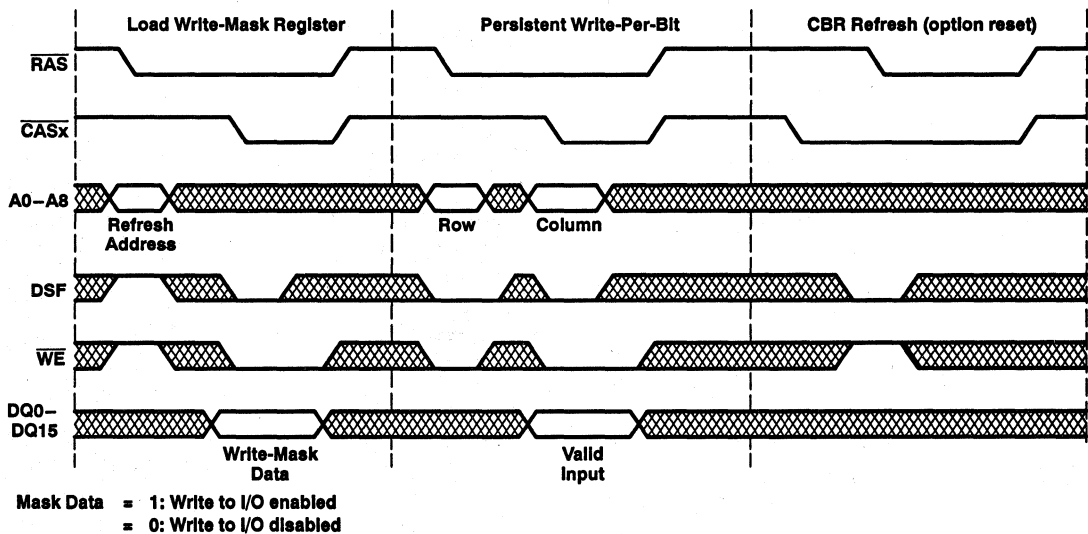 Load Write-Mask Register
Persistent Write-Per-Bit
CBR Refresh (option reset)
RAS
CASx
A0–A8
Refresh
Address
Row
Column
DSF
WE
DQ0–
DQ15
Write-Mask
Data
Valid
Input
Mask Data = 1: Write to I/O enabled
= 0: Write to I/O disabled